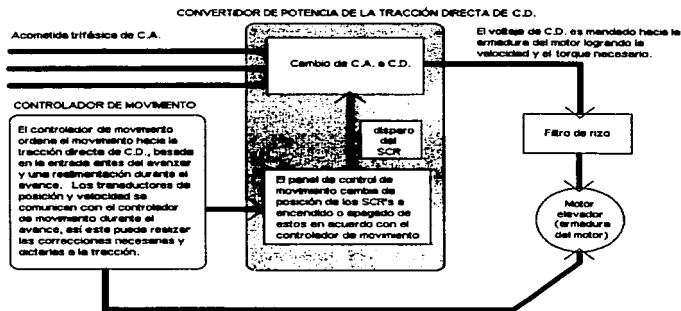 CONVERTIDOR DE POTENCIA DE LA TRACCIÓN DIRECTA DE C.D.
Acometida trifásica de C.A.
Cambio de C.A. a C.D.
El voltaje de C.D. es mandado hacia la
armadura del motor logrando la
velocidad y el torque necesario.
CONTROLADOR DE MOVIMIENTO
El controlador de movimiento
ordena el movimiento hacia la
tracción directa de C.D., basada
en la entrada antes del avanzar
y una realimentación durante el
avance. Los transductores de
posición y velocidad se
comunican con el controlador
de movimiento durante el
avance, así este puede realizar
las correcciones necesarias y
dictarlas a la tracción.
disparo
del
SCR
El panel de control de
movimiento cambia de
posición de los SCR's a
encendido o apagado de
estos en acuerdo con el
controlador de movimiento
Filtro de rizo
Motor
elevador
(armadura
del motor)